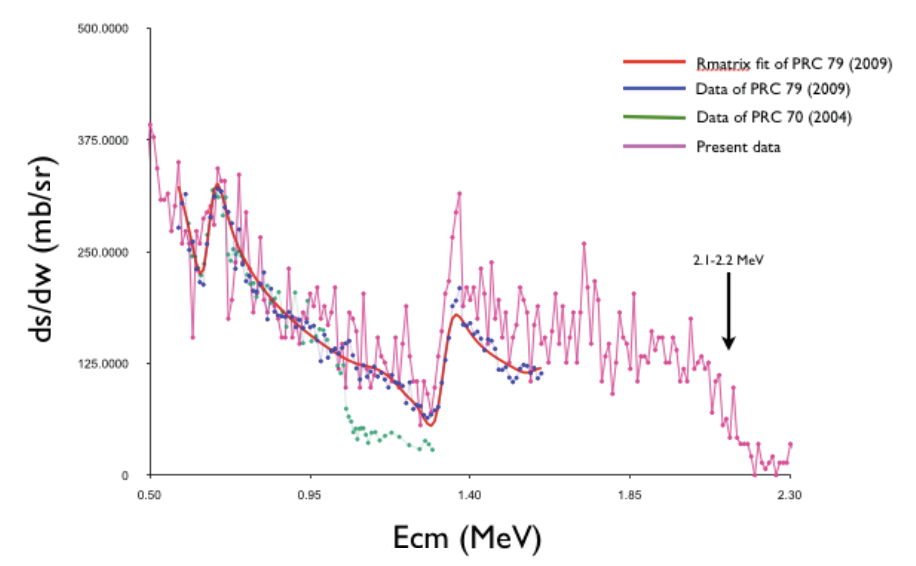 500.0000
Rmatrix fit of PRC 79 (2009)
Data of PRC 79 (2009)
Data of PRC 70 (2004)
375.0000
Present data
ds/dw (mb/sr)
250.0000
2.1-2.2 MeV
125.0000
0
0.50
0.95
1.40
1.85
2.30
Ecm (MeV)